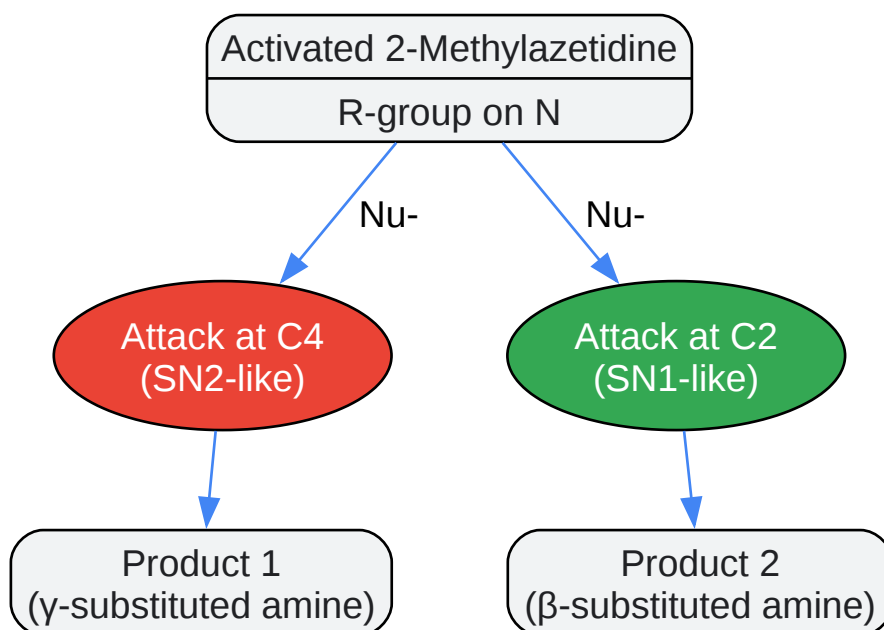 Activated 2-Methylazetidine
R-group on N
Nu-
Nu-
Attack at C4
(SN2-like)
Attack at C2
(SN1-like)
Product 1
(γ-substituted amine)
Product 2
(β-substituted amine)